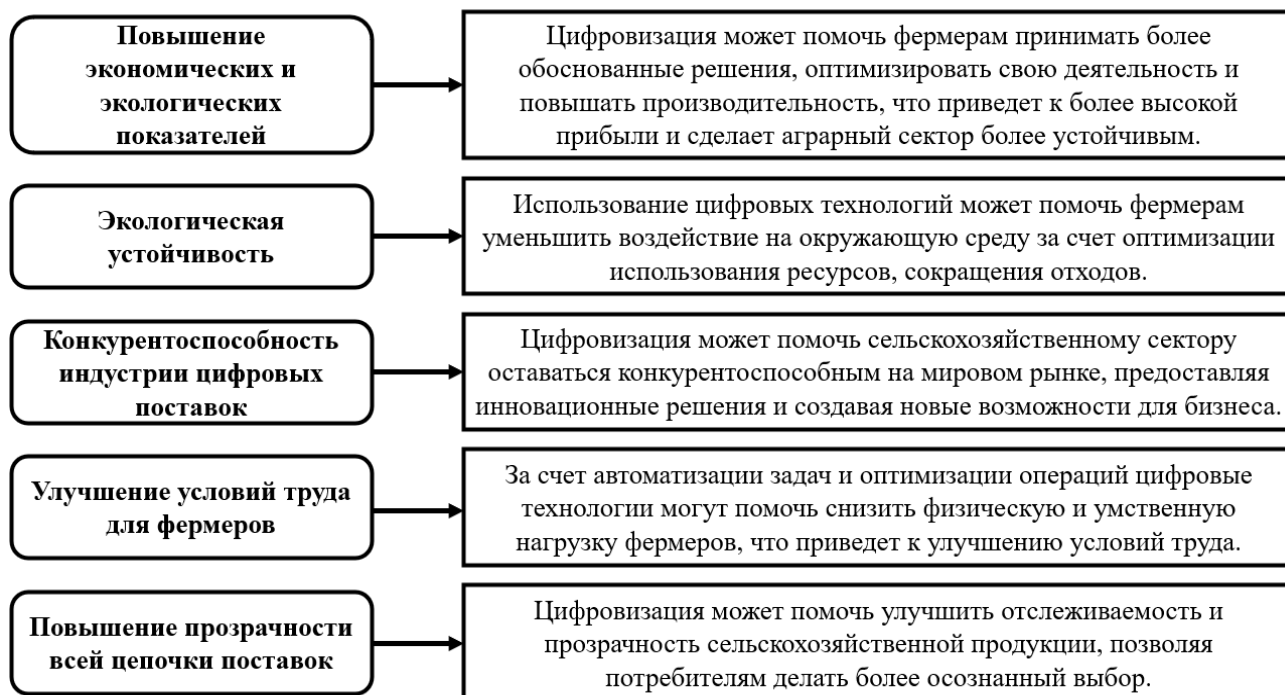 Повышение
экономических и
экологических
показателей
Цифровизация может помочь фермерам принимать более
обоснованные решения, оптимизировать свою деятельность и
повышать производительность, что приведет к более высокой
прибыли и сделает аграрный сектор более устойчивым.
Экологическая
устойчивость
Использование цифровых технологий может помочь фермерам
уменьшить воздействие на окружающую среду за счет оптимизации
использования ресурсов, сокращения отходов.
Конкурентоспособность
индустрии цифровых
поставок
Цифровизация может помочь сельскохозяйственному сектору
оставаться конкурентоспособным на мировом рынке, предоставляя
инновационные решения и создавая новые возможности для бизнеса.
Улучшение условий труда
для фермеров
За счет автоматизации задач и оптимизации операций цифровые
технологии могут помочь снизить физическую и умственную
нагрузку фермеров, что приведет к улучшению условий труда.
Повышение прозрачности
всей цепочки поставок
Цифровизация может помочь улучшить отслеживаемость и
прозрачность сельскохозяйственной продукции, позволяя
потребителям делать более осознанный выбор.